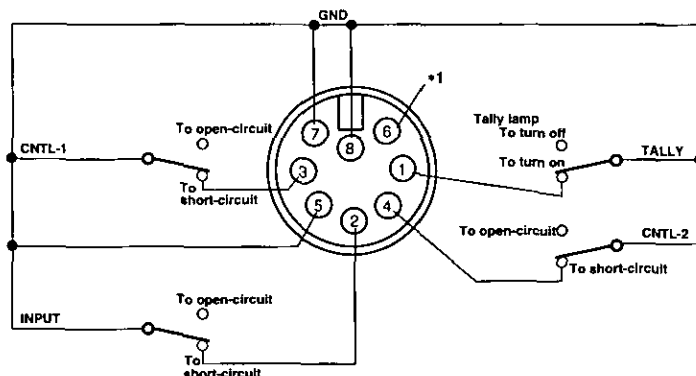 GND
*1
To open-circuit
CNTL-1
To short-circuit
7
8
6
3
1
5
2
4
Tally lamp
To turn off
To turn on
TALLY
To open-circuit
CNTL-2
To short-circuit
INPUT
To open-circuit
To short-circuit